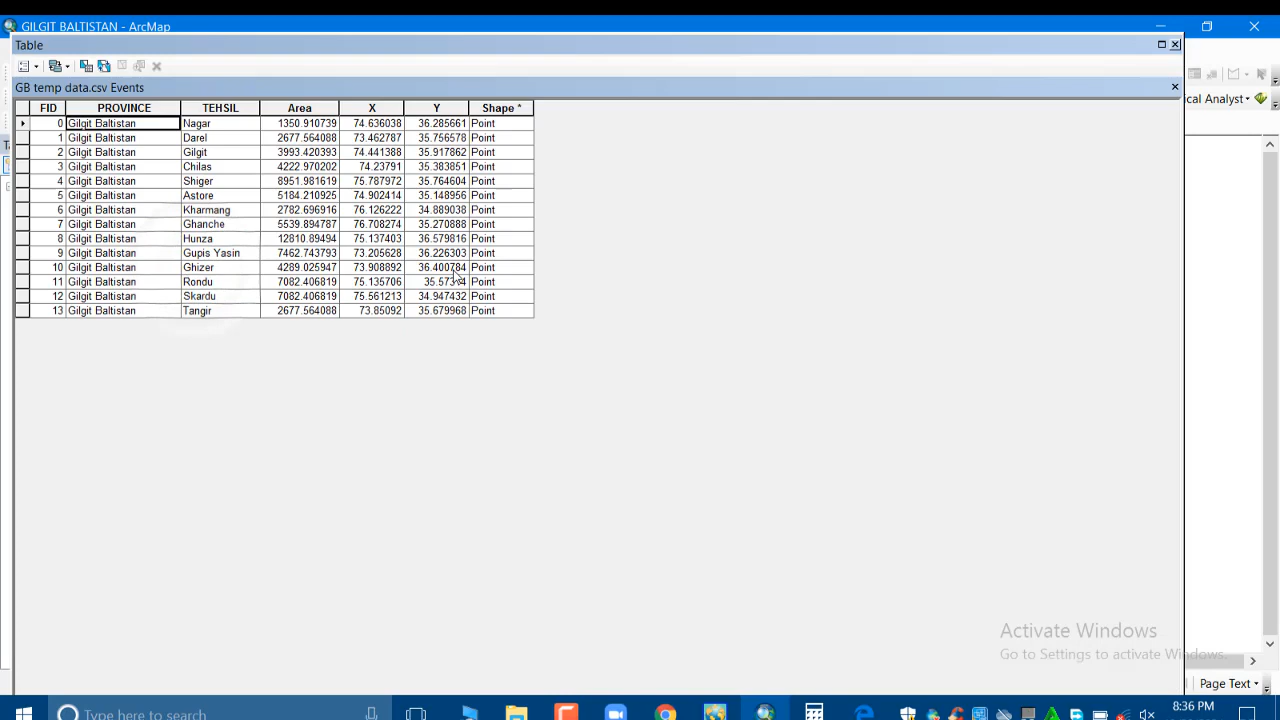 GILGIT BALTISTAN - ArcMap
Table
GB temp data.csv Events
FID PROVINCE TEHSIL Area X Y Shape *
0 Gilgit Baltistan Nagar 1350.910739 74.636038 36.285661 Point
1 Gilgit Baltistan Darel 2677.564088 73.462787 35.756578 Point
2 Gilgit Baltistan Gilgit 3993.420393 74.441388 35.917862 Point
3 Gilgit Baltistan Chilas 4222.970202 74.23791 35.383851 Point
4 Gilgit Baltistan Shiger 8951.981619 75.787972 35.764604 Point
5 Gilgit Baltistan Astore 5184.210925 74.902414 35.148956 Point
6 Gilgit Baltistan Kharmang 2782.696916 76.126222 34.889038 Point
7 Gilgit Baltistan Ghanche 5539.894787 76.708274 35.270888 Point
8 Gilgit Baltistan Hunza 12810.89494 75.137403 36.579816 Point
9 Gilgit Baltistan Gupis Yasin 7462.743793 73.205628 36.226303 Point
10 Gilgit Baltistan Ghizer 4289.025947 73.908892 36.400784 Point
11 Gilgit Baltistan Rondu 7082.406819 75.135706 Point
12 Gilgit Baltistan Skardu 7082.406819 75.561213 34.947432 Point
13 Gilgit Baltistan Tangir 2677.564088 73.85092 35.679968 Point
cal Analyst
Activate Windows
Go to Settings to activate Windows.
Page Text
Type here to search
8:36 PM